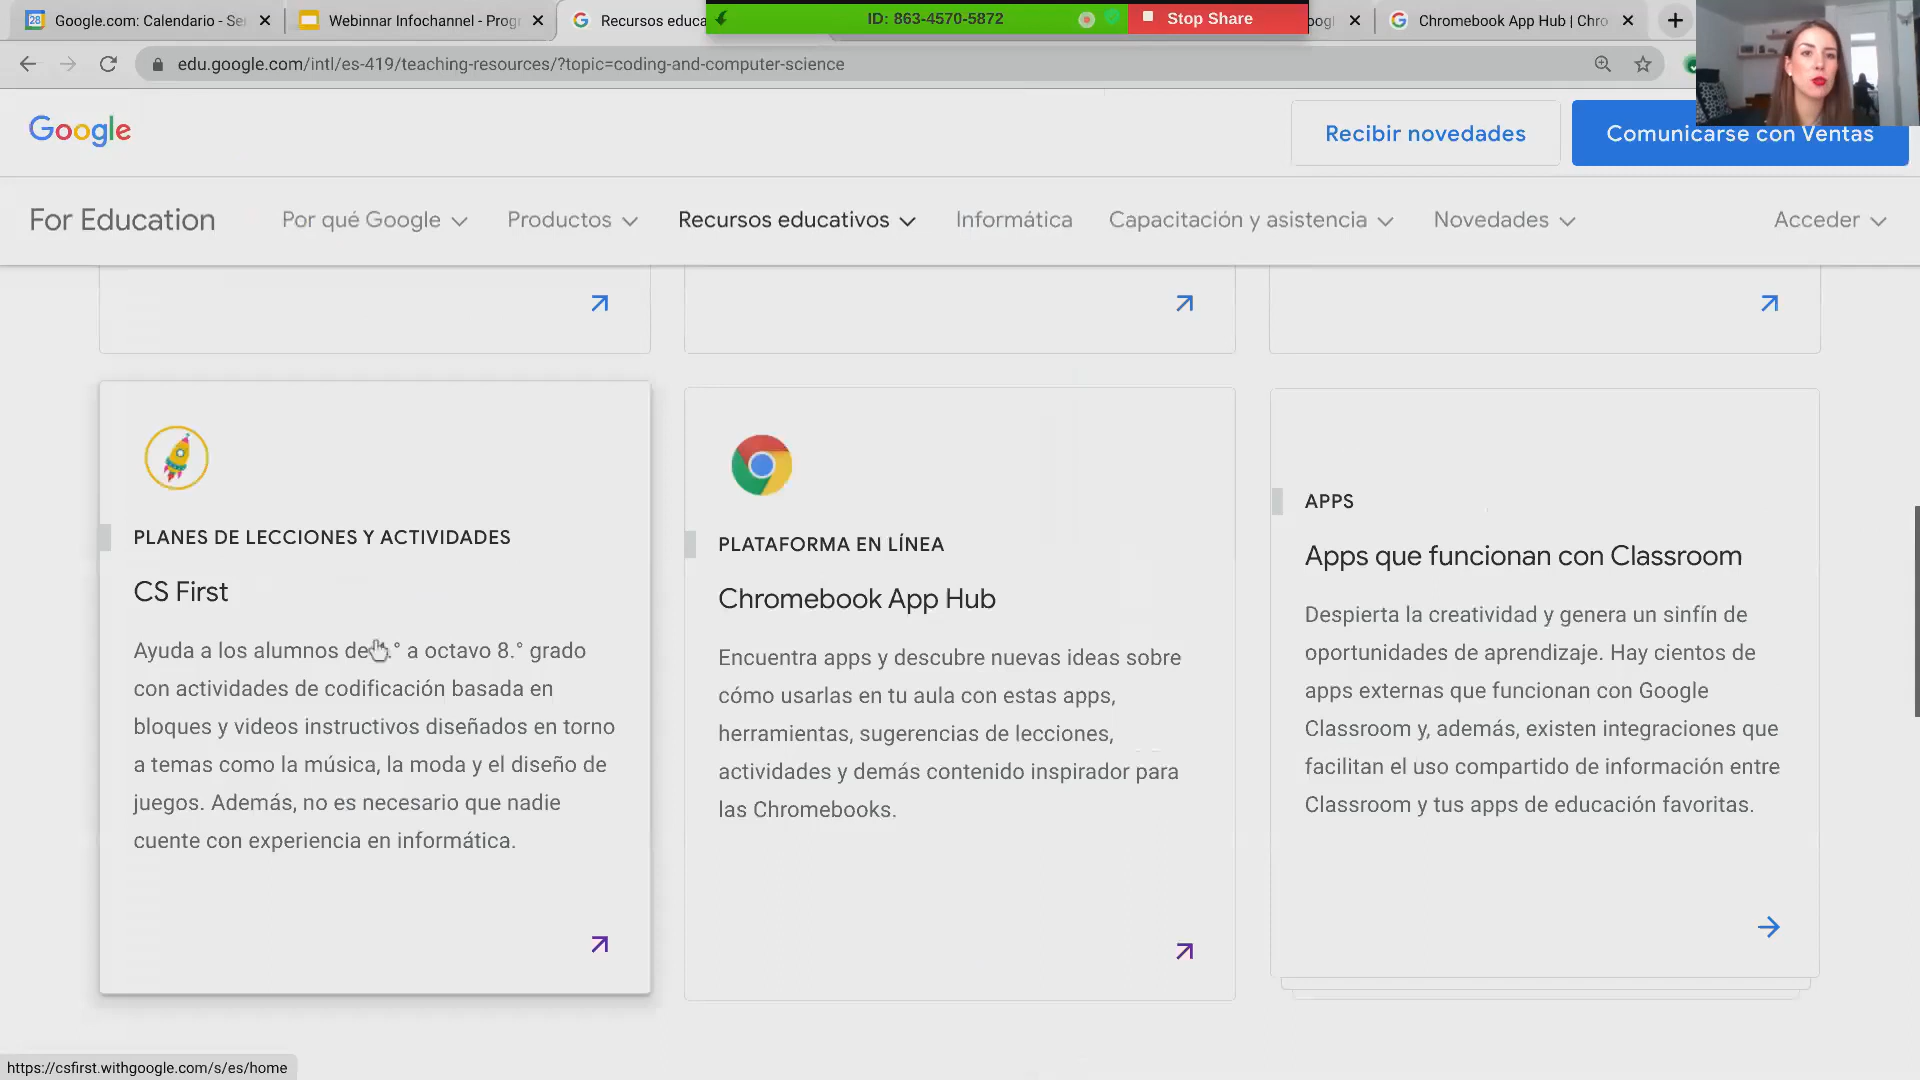 Google.com: Calendario - Se
Webinnar Infochannel - Prog
Recursos educa
ID: 863-4570-5872
Stop Share
oogl
Chromebook App Hub | Chro
edu.google.com/intl/es-419/teaching-resources/?topic=coding-and-computer-science
Google
Recibir novedades
Comunicarse con Ventas
For Education
Por qué Google
Productos
Recursos educativos
Informática
Capacitación y asistencia
Novedades
Acceder
PLANES DE LECCIONES Y ACTIVIDADES
CS First
Ayuda a los alumnos de .° a octavo 8.° grado
con actividades de codificación basada en
bloques y videos instructivos diseñados en torno
a temas como la música, la moda y el diseño de
juegos. Además, no es necesario que nadie
cuente con experiencia en informática.
PLATAFORMA EN LÍNEA
Chromebook App Hub
Encuentra apps y descubre nuevas ideas sobre
cómo usarlas en tu aula con estas apps,
herramientas, sugerencias de lecciones,
actividades y demás contenido inspirador para
las Chromebooks.
APPS
Apps que funcionan con Classroom
Despierta la creatividad y genera un sinfín de
oportunidades de aprendizaje. Hay cientos de
apps externas que funcionan con Google
Classroom y, además, existen integraciones que
facilitan el uso compartido de información entre
Classroom y tus apps de educación favoritas.
https://csfirst.withgoogle.com/s/es/home